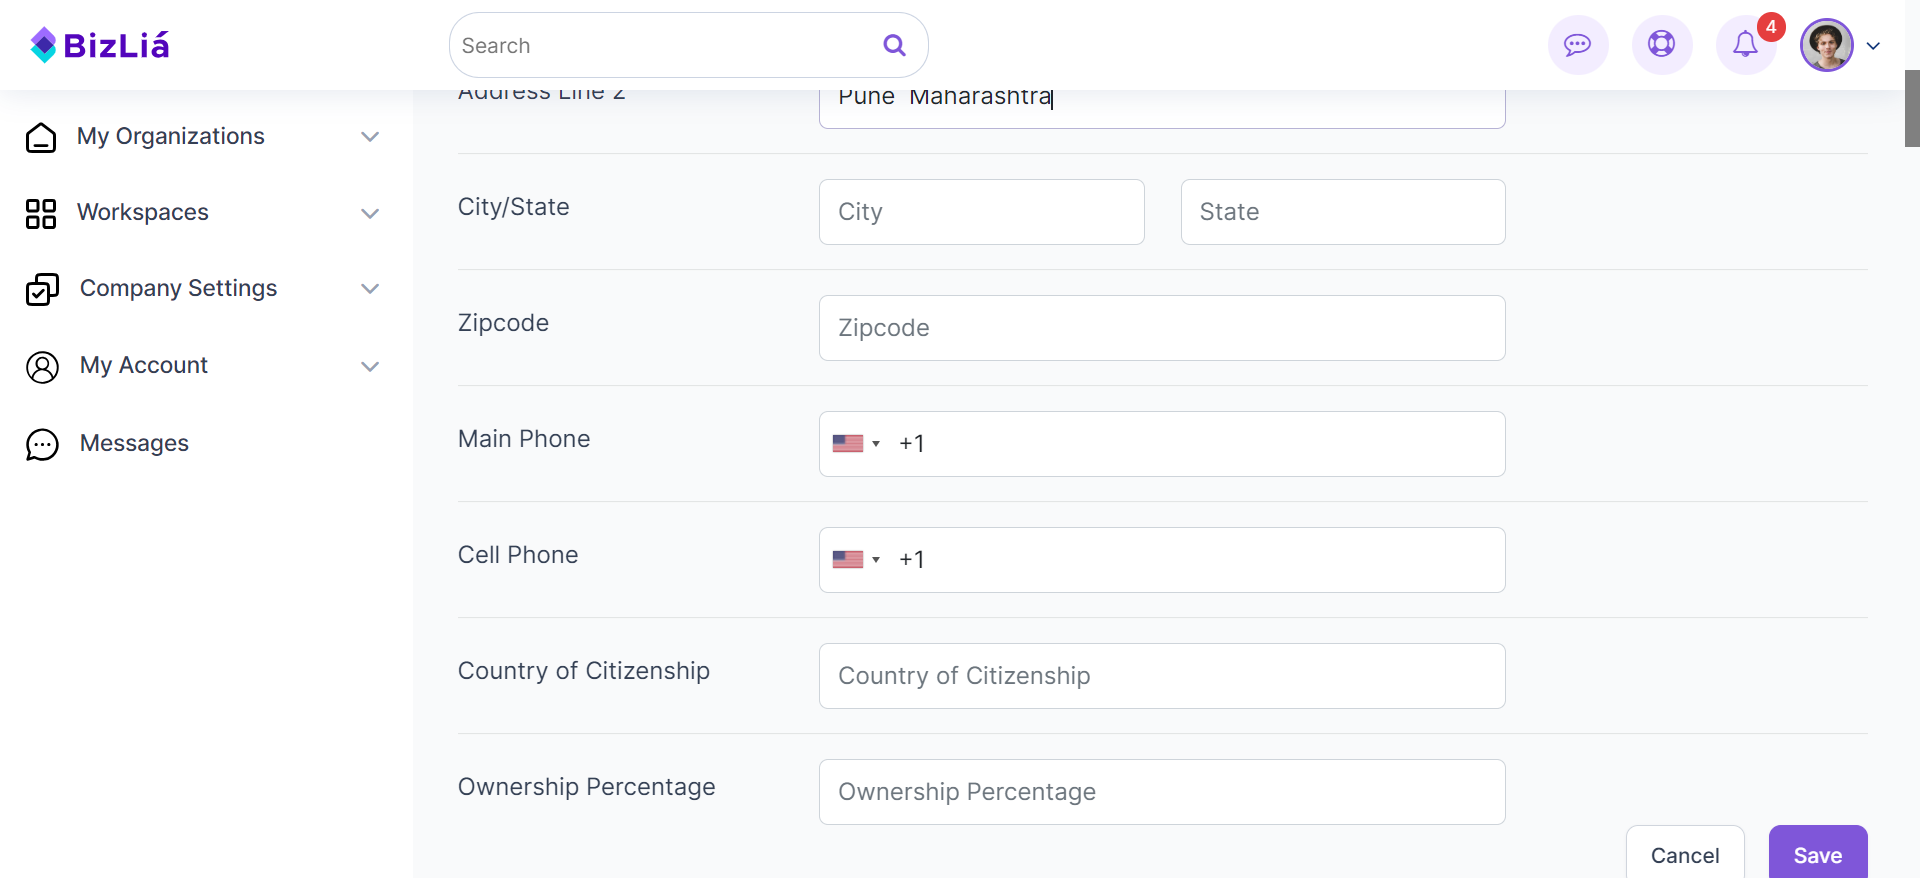 BizLiá
Search
4
My Organizations
Workspaces
Company Settings
My Account
Messages
Address Line 2
Pune  Maharashtra
City/State
City
State
Zipcode
Zipcode
Main Phone
+1
Cell Phone
+1
Country of Citizenship
Country of Citizenship
Ownership Percentage
Ownership Percentage
Cancel
Save